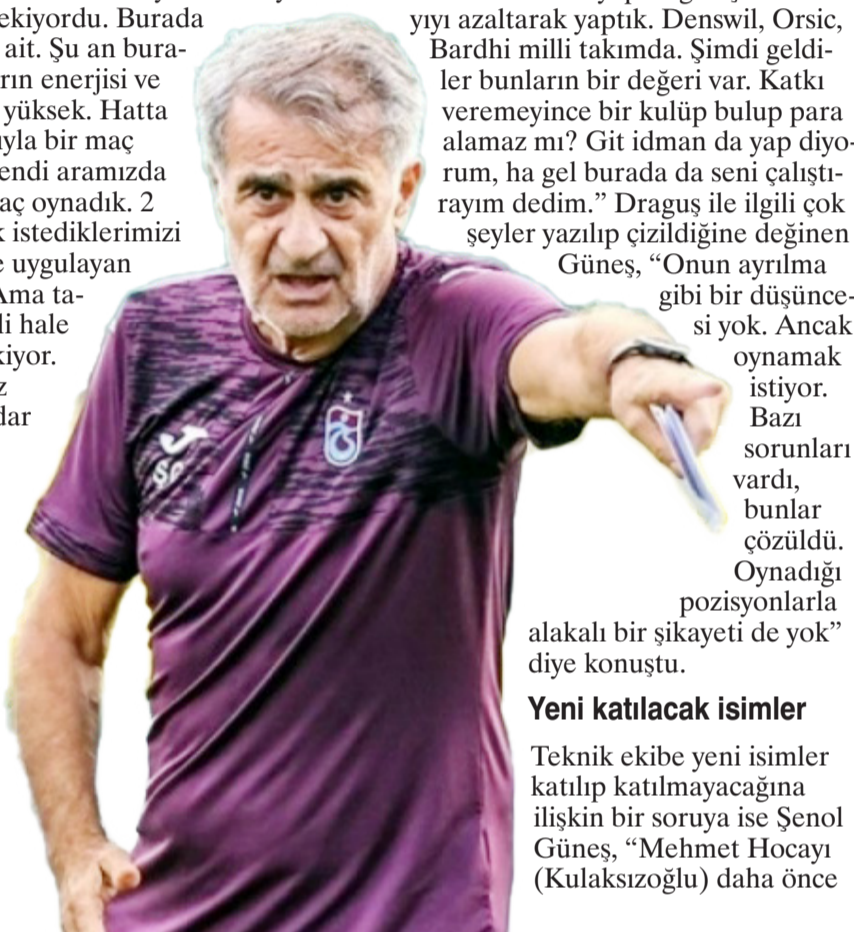 ekiyordu. Burada
ait. Şu an bura-
rın enerjisi ve
yüksek. Hatta
ıyla bir maç
endi aramızda
aç oynadık. 2
istediklerimizi
e uygulayan
Ama ta-
li hale
kiyor.
z
dar
yıyı azaltarak yaptık. Denswil, Orsic,
Bardhi milli takımda. Şimdi geldi-
ler bunların bir değeri var. Katkı
veremeyince bir kulüp bulup para
alamaz mı? Git idman da yap diyo-
rum, ha gel burada da seni çalıştı-
rayım dedim.” Draguş ile ilgili çok
şeyler yazılıp çizildiğine değinen
Güneş, “Onun ayrılma
gibi bir düşünce-
si yok. Ancak
oynamak
istiyor.
Bazı
sorunları
vardı,
bunlar
çözüldü.
Oynadığı
pozisyonlarla
alakalı bir şikayeti de yok”
diye konuştu.
Yeni katılacak isimler
Teknik ekibe yeni isimler
katılıp katılmayacağına
ilişkin bir soruya ise Şenol
Güneş, “Mehmet Hocayı
(Kulaksızoğlu) daha önce
ŞG